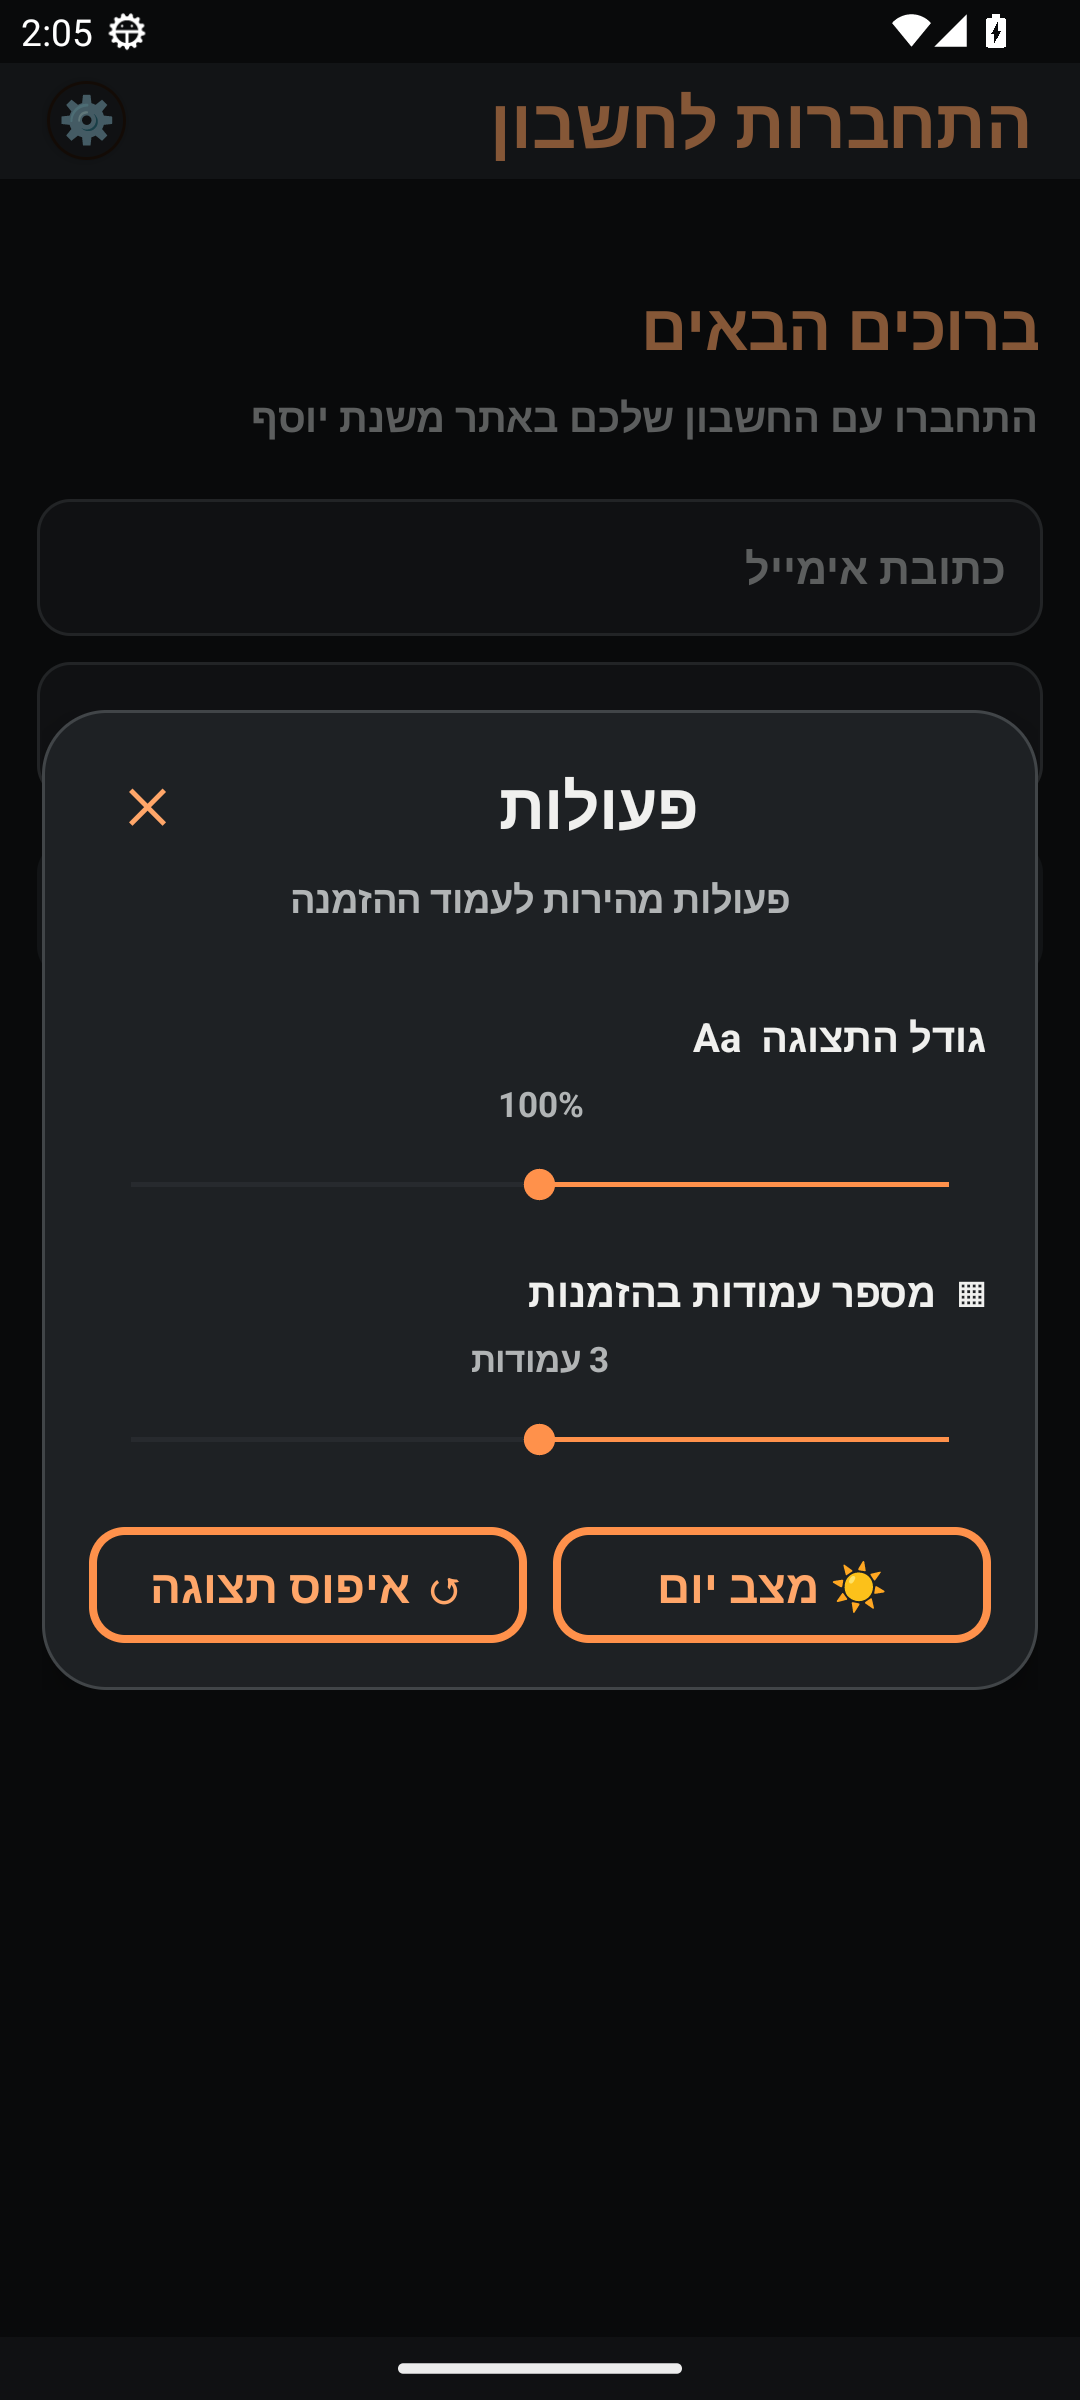 2:05
התחברות לחשבון
ברוכים הבאים
התחברו עם החשבון שלכם באתר משנת יוסף
כתובת אימייל
פעולות
פעולות מהירות לעמוד ההזמנה
גודל התצוגה Aa
100%
מספר עמודות בהזמנות
3 עמודות
מצב יום
איפוס תצוגה